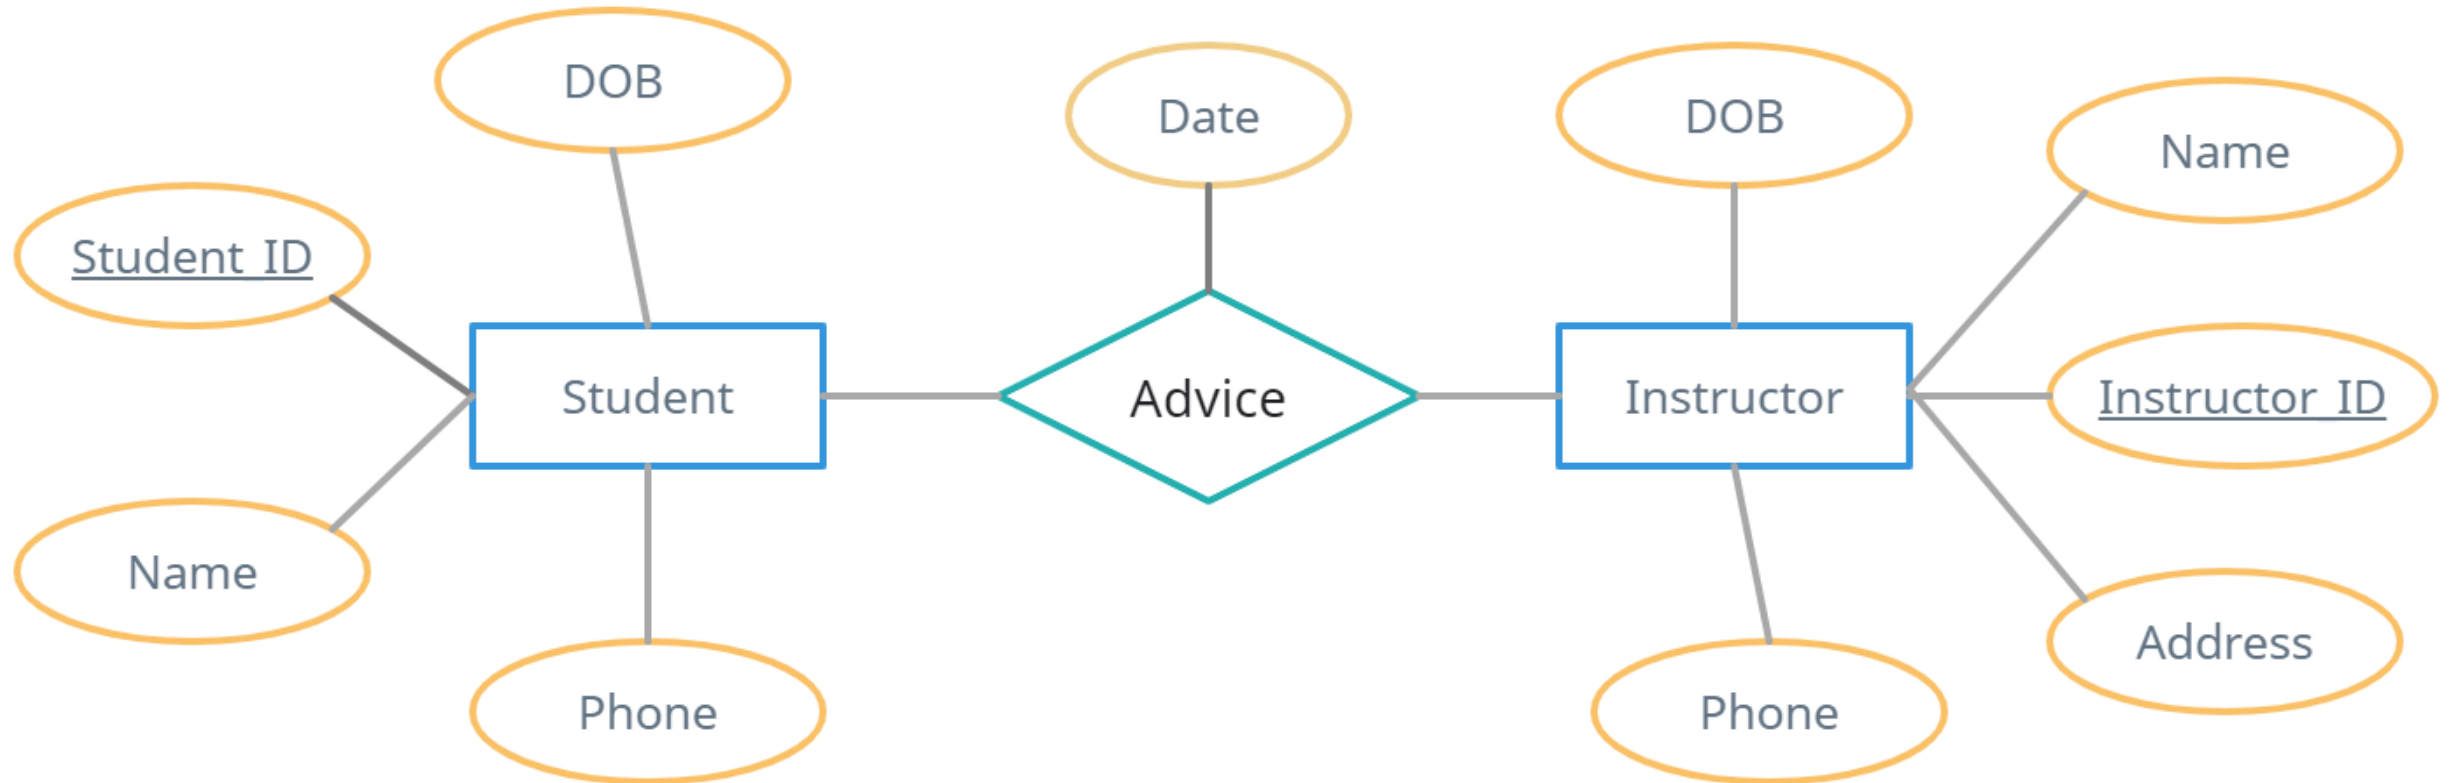 DOB
Date
DOB
Name
Student_ID
Student
Advice
Instructor
Instructor_ID
Name
Address
Phone
Phone